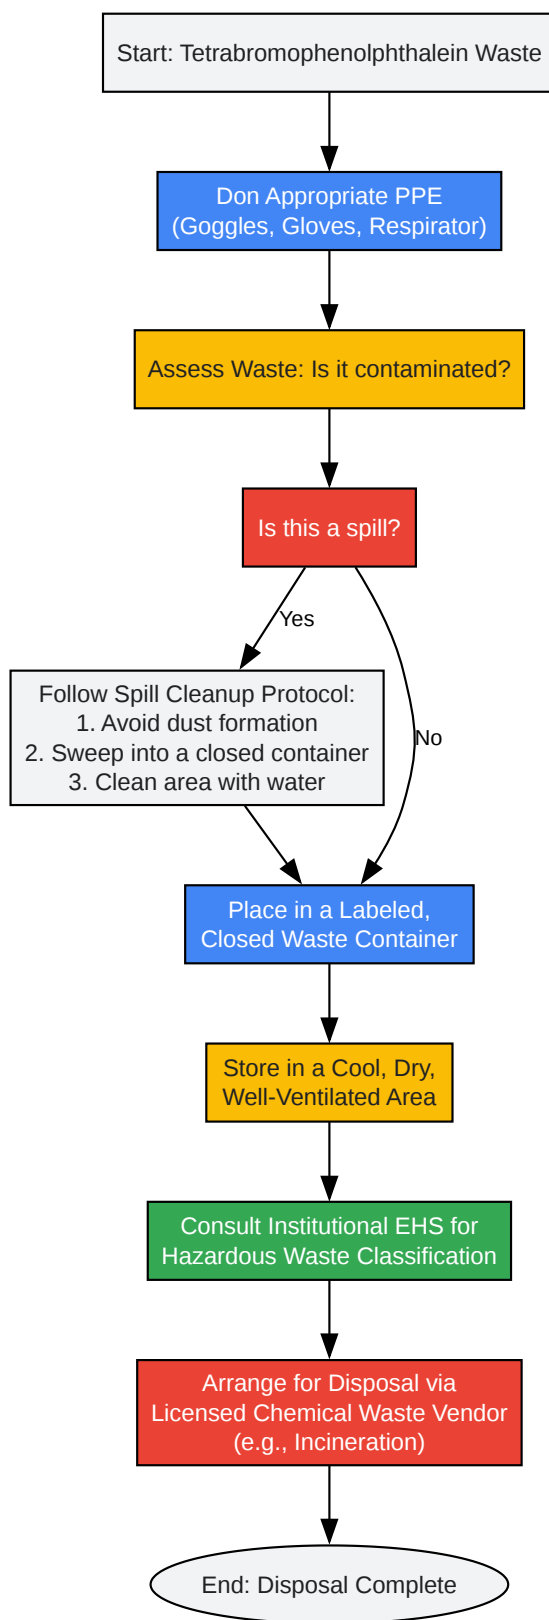 Start: Tetrabromophenolphthalein Waste
Don Appropriate PPE
(Goggles, Gloves, Respirator)
Assess Waste: Is it contaminated?
Is this a spill?
Yes
Follow Spill Cleanup Protocol:
1. Avoid dust formation
2. Sweep into a closed container
3. Clean area with water
No
Place in a Labeled,
Closed Waste Container
Store in a Cool, Dry,
Well-Ventilated Area
Consult Institutional EHS for
Hazardous Waste Classification
Arrange for Disposal via
Licensed Chemical Waste Vendor
(e.g., Incineration)
End: Disposal Complete